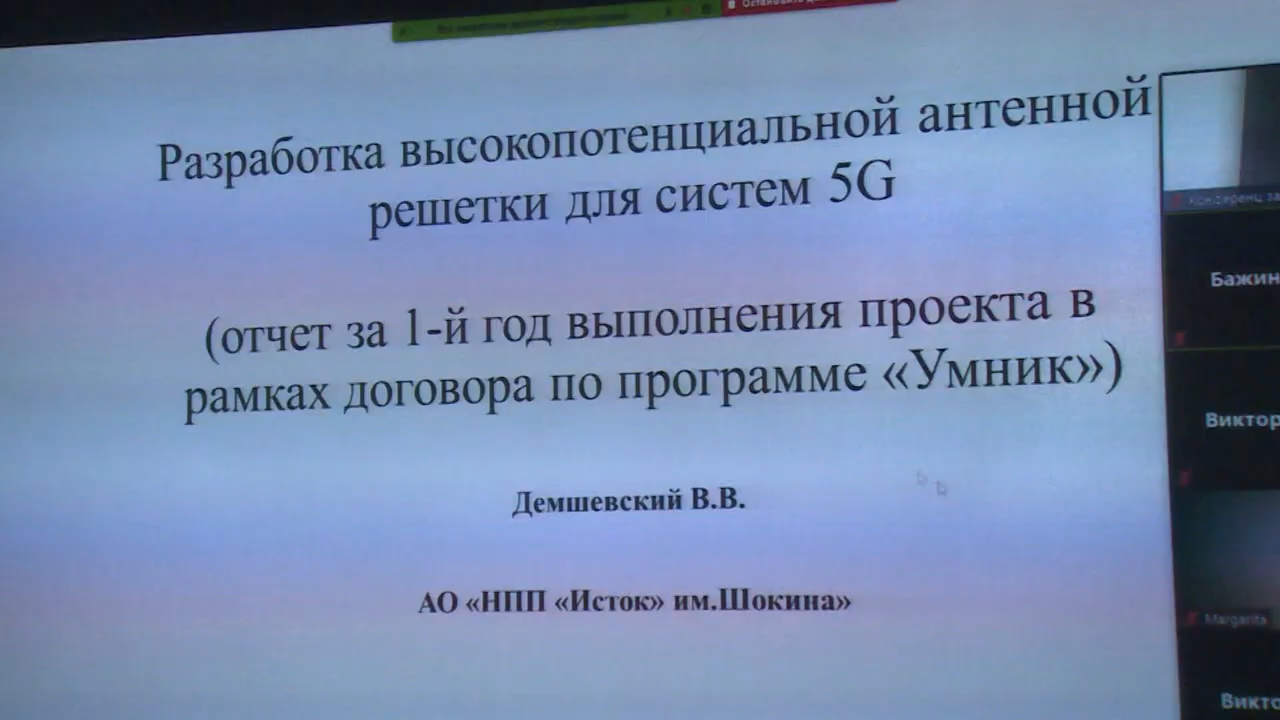 Разработка высокопотенциальной антенной
решетки для систем 5G
(отчет за 1-й год выполнения проекта в
рамках договора по программе «Умник»)
Демшевский В.В.
АО «НПП «Исток» им.Шокина»
Бажин
Виктор
Margarita
Викто